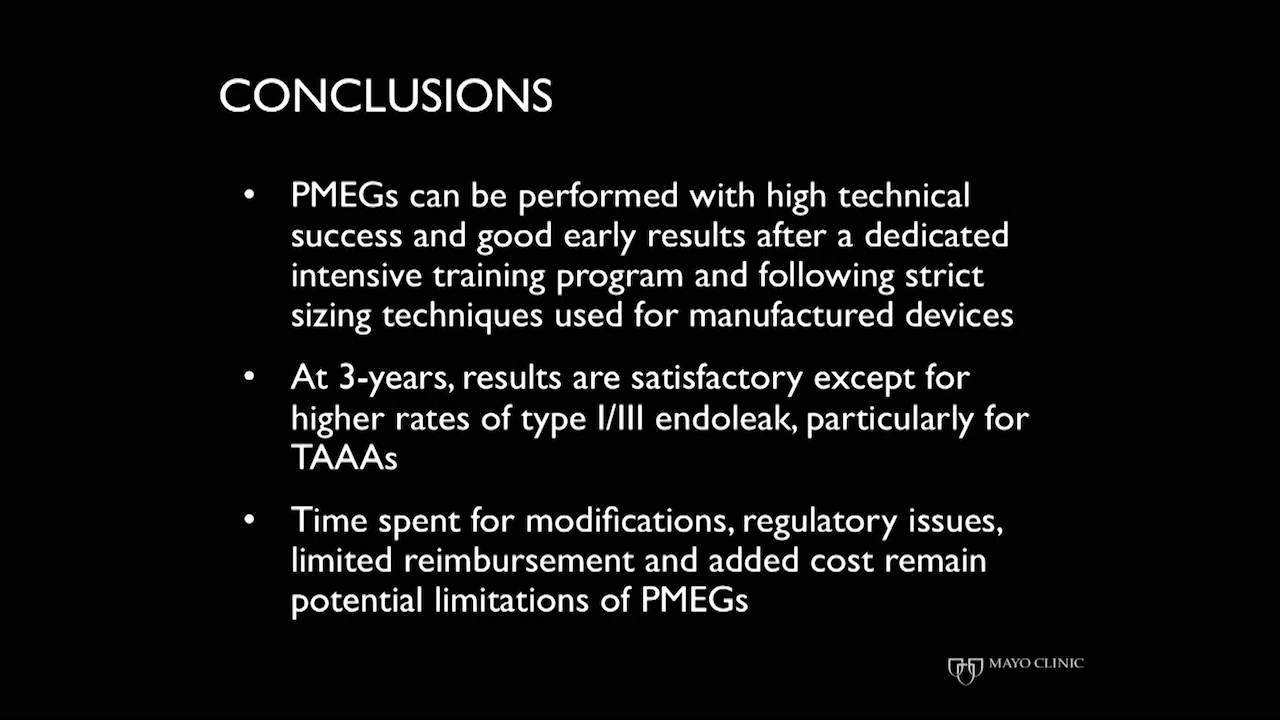 CONCLUSIONS
• PMEGs can be performed with high technical
success and good early results after a dedicated
intensive training program and following strict
sizing techniques used for manufactured devices
• At 3-years, results are satisfactory except for
higher rates of type I/III endoleak, particularly for
TAAAs
• Time spent for modifications, regulatory issues,
limited reimbursement and added cost remain
potential limitations of PMEGs
MAYO CLINIC